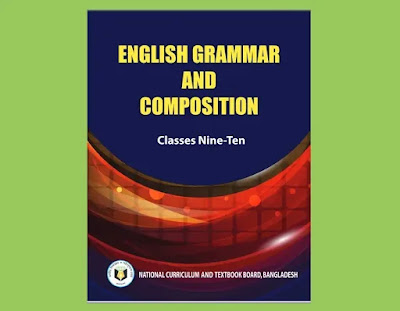 ENGLISH GRAMMAR
AND
COMPOSITION
Classes Nine-Ten
NATIONAL CURRICULUM AND TEXTBOOK BOARD, BANGLADESH